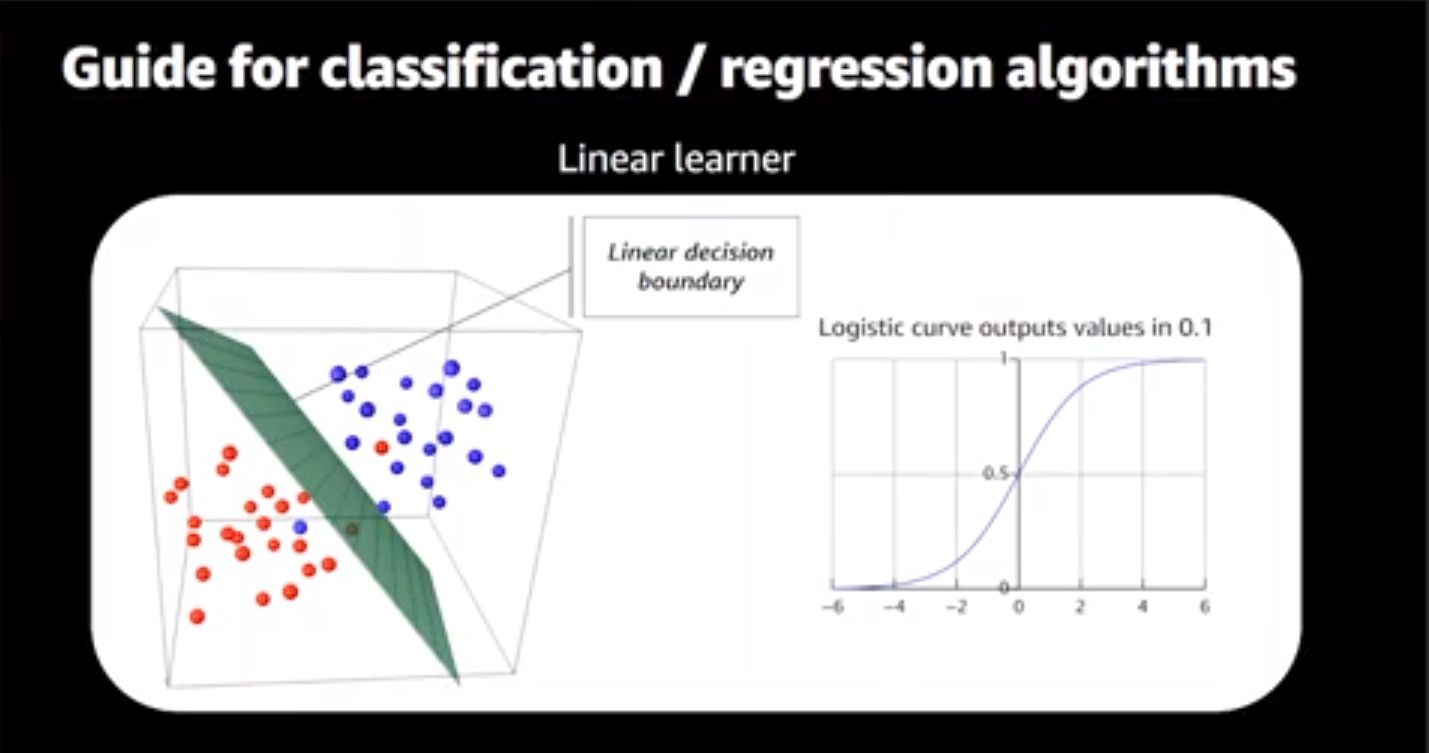 Guide for classification / regression algorithms
Linear learner
Linear decision
boundary
Logistic curve outputs values in 0.1
1
0.5
0
−6 −4 −2 0 2 4 6